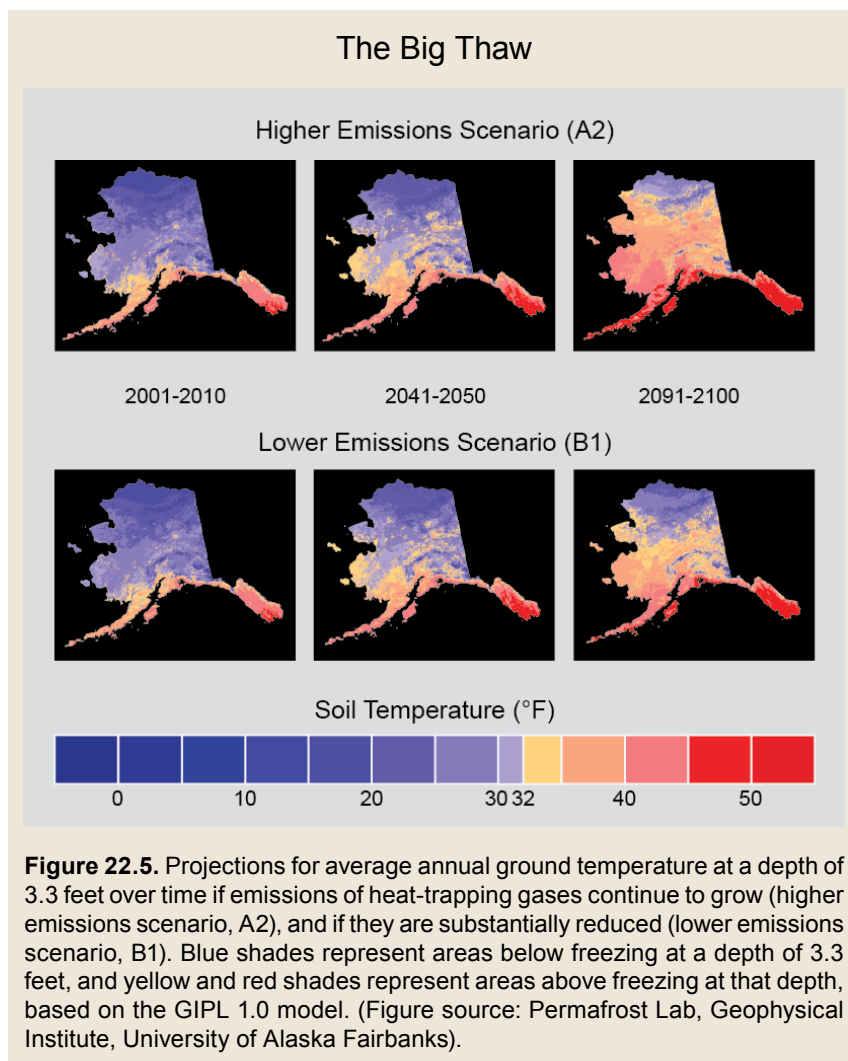 The Big Thaw
Higher Emissions Scenario (A2)
2001-2010 2041-2050 2091-2100
Lower Emissions Scenario (B1)
Soil Temperature (°F)
0 10 20 30 32 40 50
Figure 22.5. Projections for average annual ground temperature at a depth of
3.3 feet over time if emissions of heat-trapping gases continue to grow (higher
emissions scenario, A2), and if they are substantially reduced (lower emissions
scenario, B1). Blue shades represent areas below freezing at a depth of 3.3
feet, and yellow and red shades represent areas above freezing at that depth,
based on the GIPL 1.0 model. (Figure source: Permafrost Lab, Geophysical
Institute, University of Alaska Fairbanks).